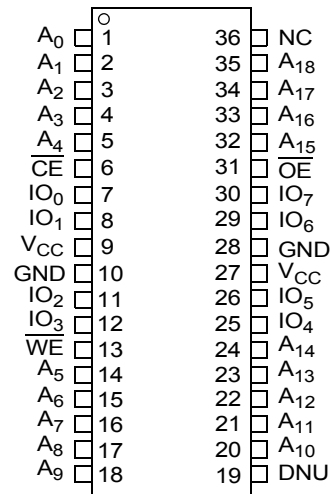 A0 1 36 NC
A1 2 35 A18
A2 3 34 A17
A3 4 33 A16
A4 5 32 A15
C̅E̅ 6 31 O̅E̅
IO0 7 30 IO7
IO1 8 29 IO6
VCC 9 28 GND
GND 10 27 VCC
IO2 11 26 IO5
IO3 12 25 IO4
W̅E̅ 13 24 A14
A5 14 23 A13
A6 15 22 A12
A7 16 21 A11
A8 17 20 A10
A9 18 19 DNU